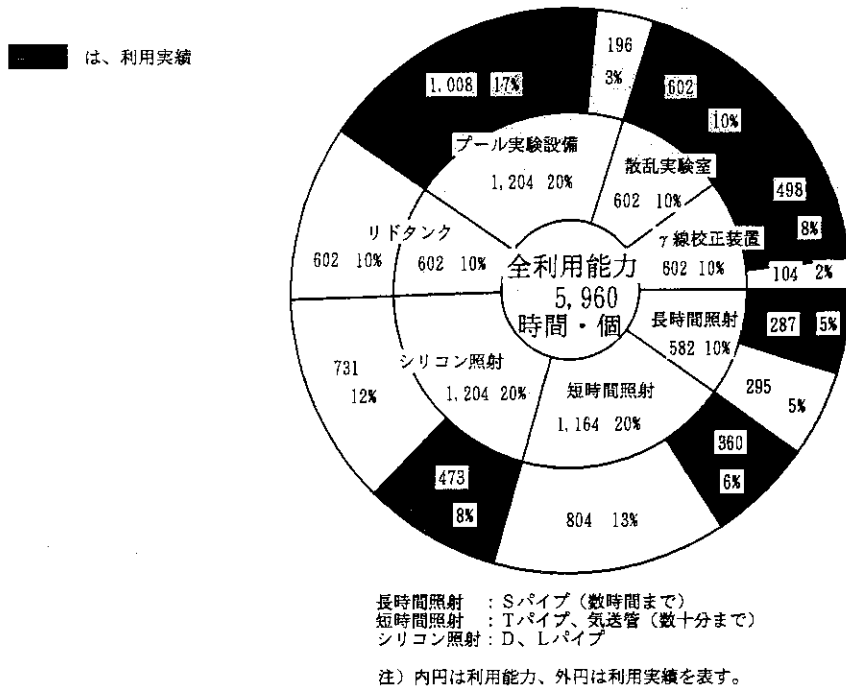 は、利用実績
196
3%
1,008 17%
602
10%
プール実験設備
1,204 20%
散乱実験室
602 10%
498
8%
リドタンク
602 10%
602 10%
全利用能力
5,960
時間・個
γ線校正装置
602 10%
104 2%
長時間照射
582 10%
287 5%
731
12%
シリコン照射
1,204 20%
短時間照射
1,164 20%
295
5%
360
6%
473
8%
804 13%
長時間照射 : Sパイプ(数時間まで)
短時間照射 : Tパイプ、気送管(数十分まで)
シリコン照射 : D、Lパイプ
注) 内円は利用能力、外円は利用実績を表す。